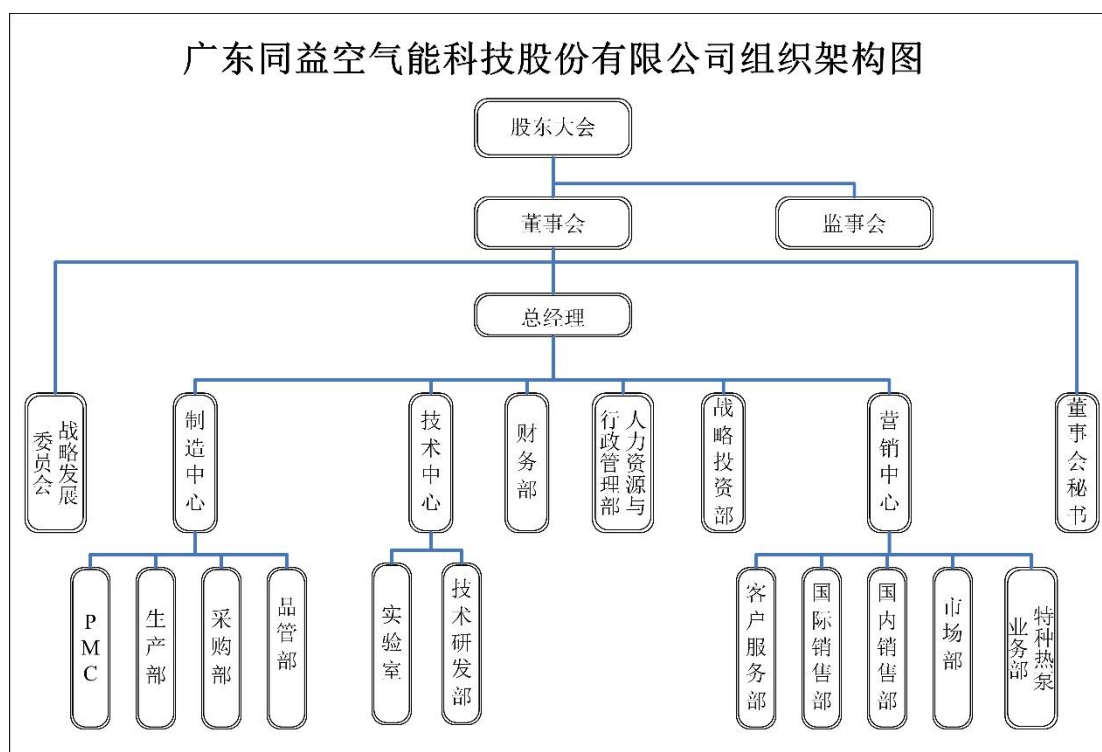 广东同益空气能科技股份有限公司组织架构图
股东大会
董事会
监事会
总经理
战略发展
委员会
制造中心
技术中心
财务部
人力资源与
行政管理部
战略投资部
营销中心
董事会秘书
PMC
生产部
采购部
品管部
实验室
技术研发部
客户服务部
国际销售部
国内销售部
市场部
特种热泵
业务部